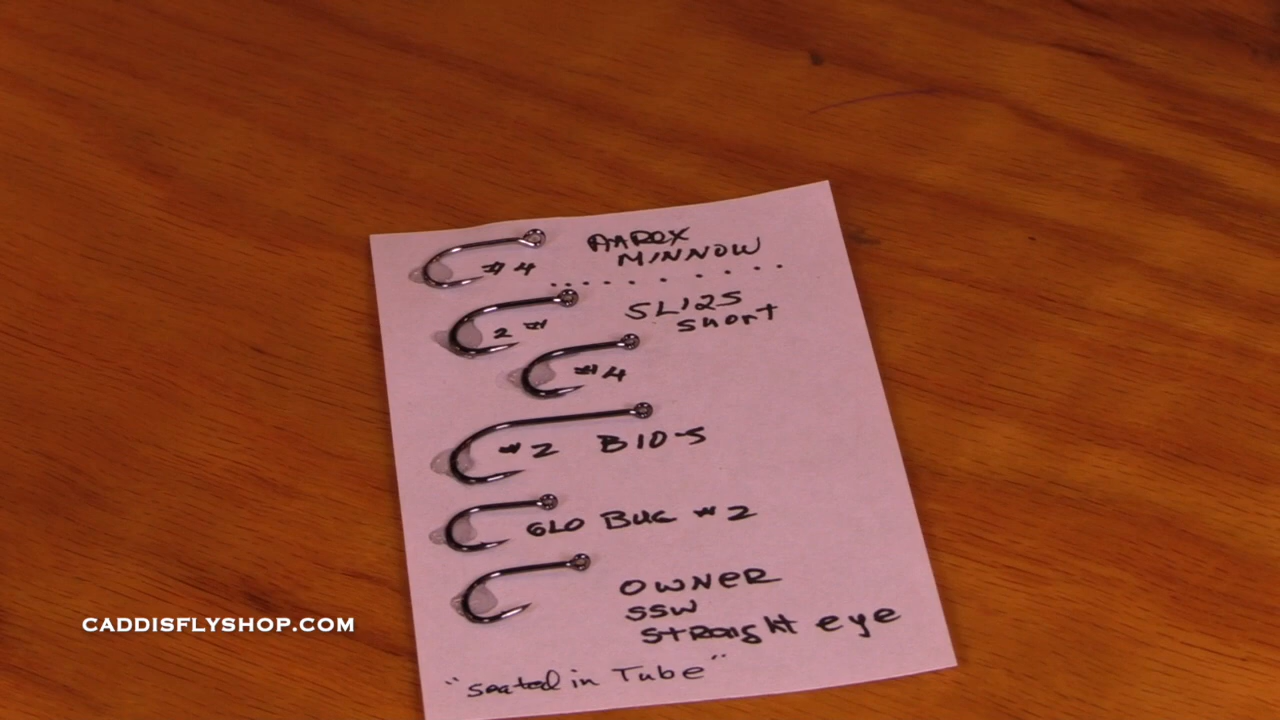 #4 AAREX
MINNOW
2 # SL12S
short
#4
#2 B10-S
GLO BUG #2
OWNER
SSW
STRaight eye
"seated in Tube"
CADDISFLYSHOP.COM